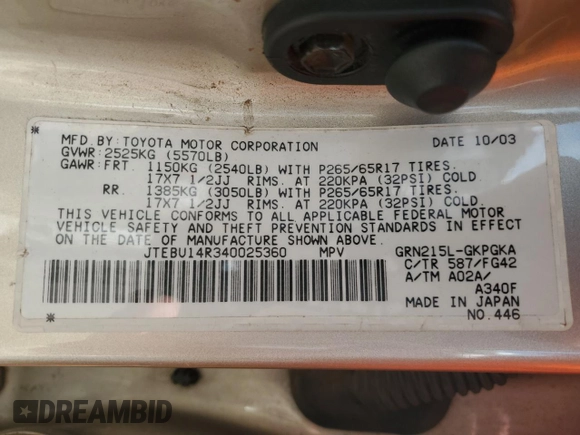 MFD.BY:TOYOTA MOTOR CORPORATION DATE 10/03
GVWR:2525KG (5570LB)
GAWR:FRT. 1150KG (2540LB) WITH P265/65R17 TIRES.
17X7 1/2JJ RIMS. AT 220KPA (32PSI) COLD.
RR. 1385KG (3050LB) WITH P265/65R17 TIRES.
17X7 1/2JJ RIMS. AT 220KPA (32PSI) COLD.
THIS VEHICLE CONFORMS TO ALL APPLICABLE FEDERAL MOTOR
VEHICLE SAFETY AND THEFT PREVENTION STANDARDS IN EFFECT
ON THE DATE OF MANUFACTURE SHOWN ABOVE.
JTEBU14R340025360 MPV GRN215L-GKPGKA
C/TR 587/FG42
A/TM A02A/
A340F
MADE IN JAPAN
NO.446
DREAMBID